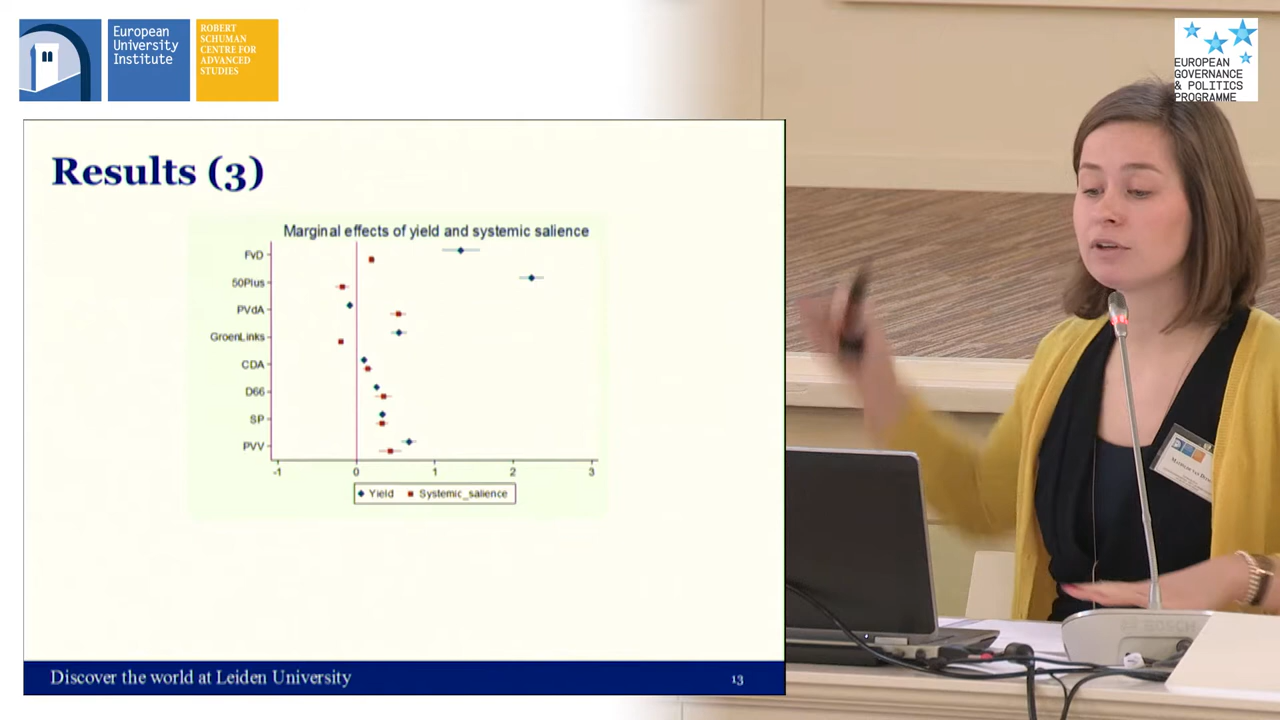 European
University
Institute
ROBERT
SCHUMAN
CENTRE FOR
ADVANCED
STUDIES
EUROPEAN
GOVERNANCE
& POLITICS
PROGRAMME
Results (3)
Marginal effects of yield and systemic salience
FvD
50Plus
PVdA
GroenLinks
CDA
D66
SP
PVV
-1 0 1 2 3
Yield Systemic_salience
Discover the world at Leiden University 13